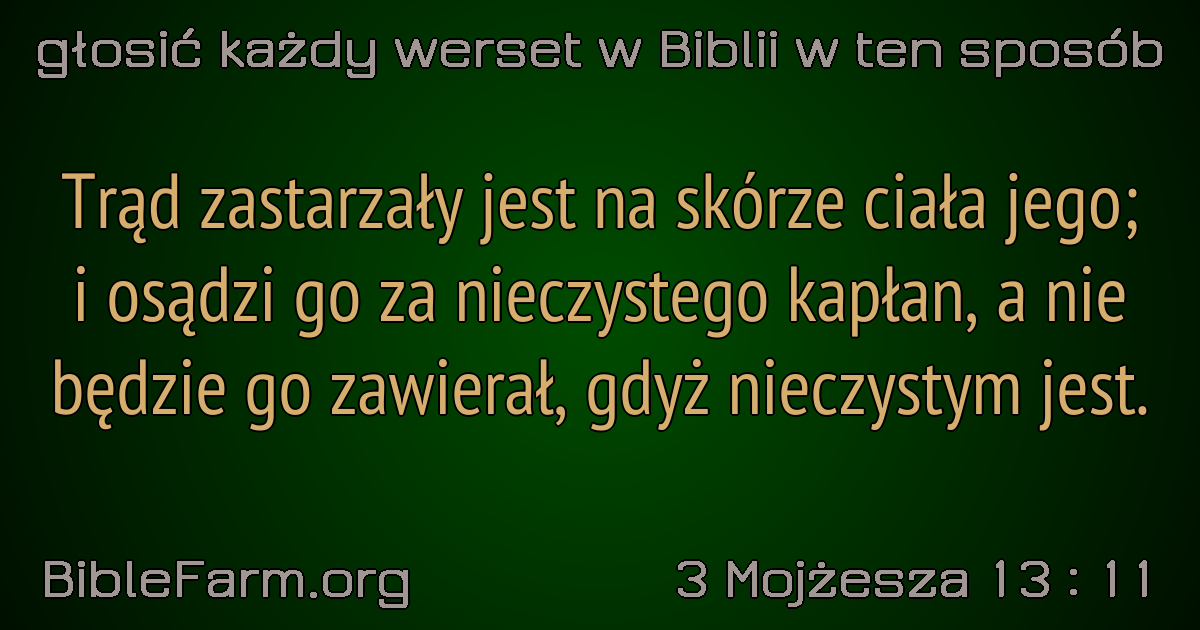 głosić każdy werset w Biblii w ten sposób
Trąd zastarzały jest na skórze ciała jego;
i osądzi go za nieczystego kapłan, a nie
będzie go zawierał, gdyż nieczystym jest.
BibleFarm.org
3 Mojżesza 13 : 11